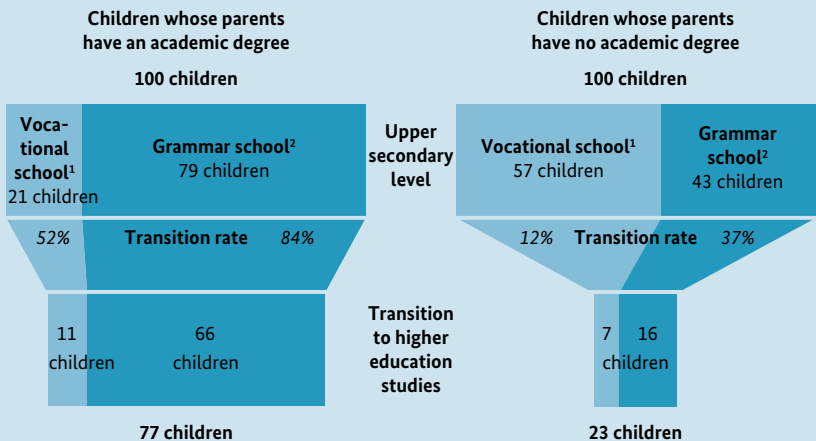 Children whose parents
have an academic degree
100 children
Voca-
tional
school¹
21 children
Grammar school²
79 children
52% Transition rate 84%
11
children
66
children
77 children
Upper
secondary
level
Transition
to higher
education
studies
Children whose parents
have no academic degree
100 children
Vocational school¹
57 children
Grammar
school²
43 children
12% Transition rate 37%
7 16
children
23 children